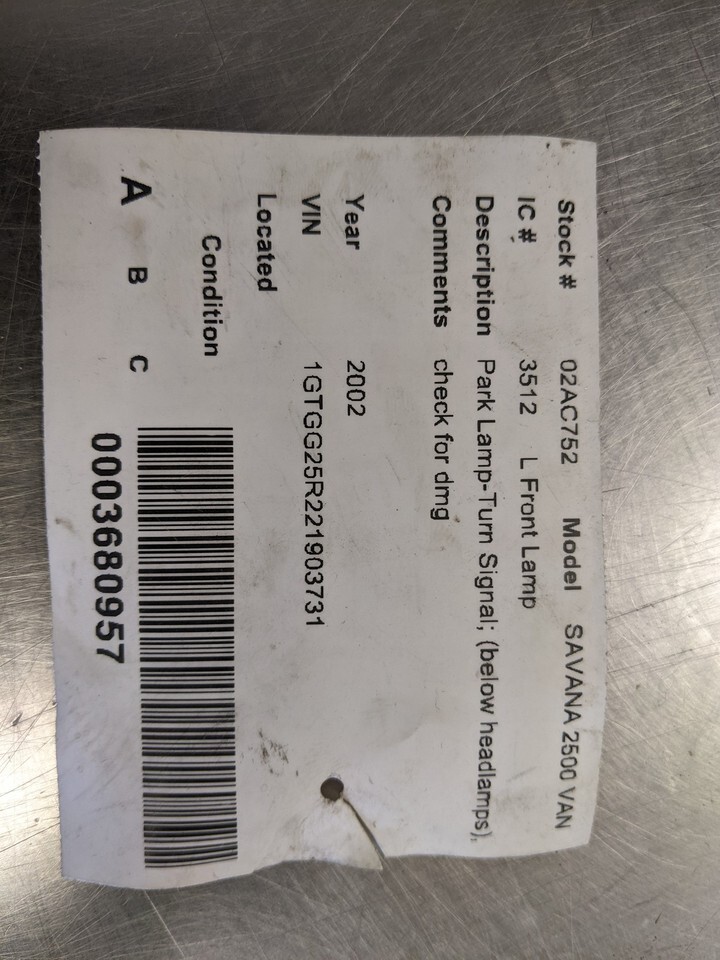 Stock # 02AC752 Model SAVANA 2500 VAN
IC # 3512 L Front Lamp
Description Park Lamp-Turn Signal; (below headlamps),
Comments check for dmg
Year 2002
VIN 1GTGG25R221903731
Located
Condition
A B C
0003680957